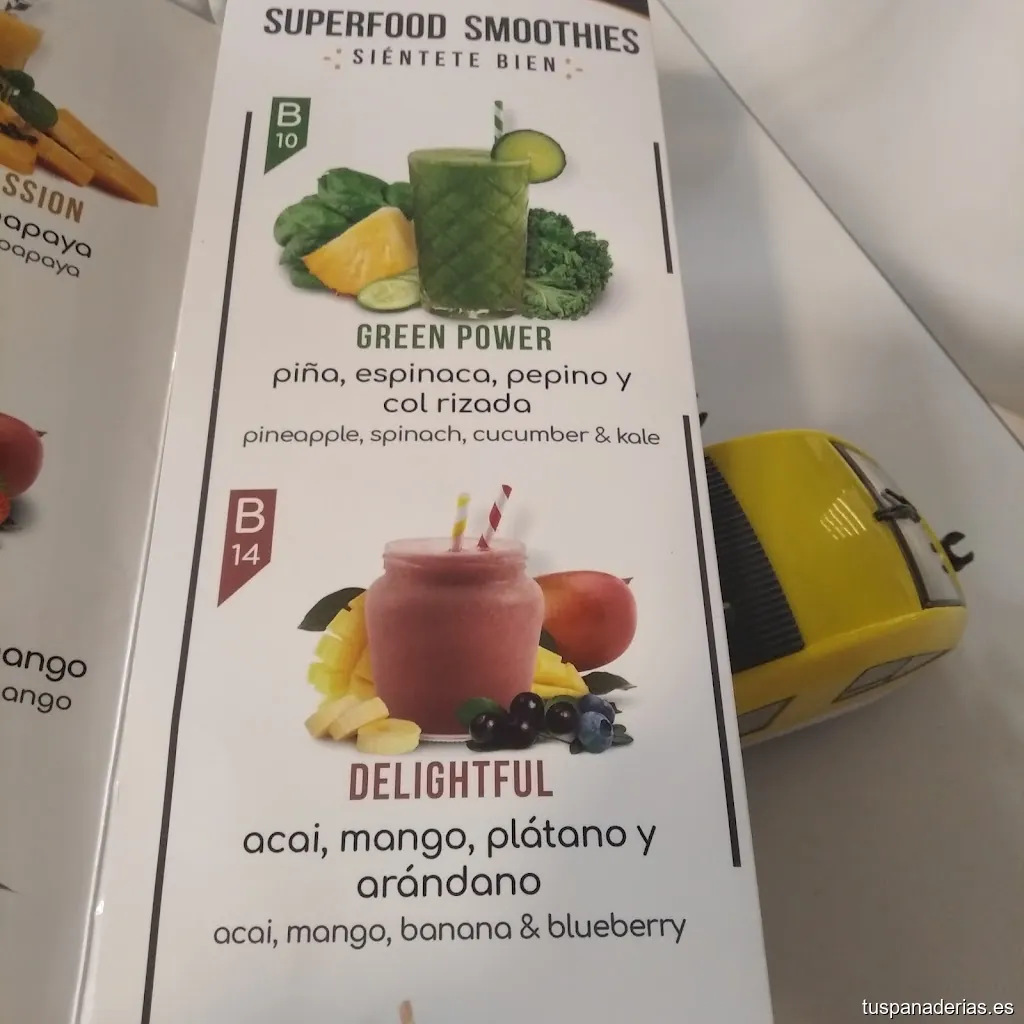 SUPERFOOD SMOOTHIES
SIÉNTETE BIEN
B
10
GREEN POWER
piña, espinaca, pepino y
col rizada
pineapple, spinach, cucumber & kale
B
14
DELIGHTFUL
acai, mango, plátano y
arándano
acai, mango, banana & blueberry
SSION
apaya
papaya
ango
ango
tuspanaderias.es